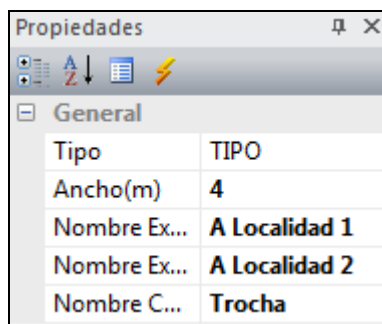 Propiedades
General
Tipo TIPO
Ancho(m) 4
Nombre Ex... A Localidad 1
Nombre Ex... A Localidad 2
Nombre C... Trocha